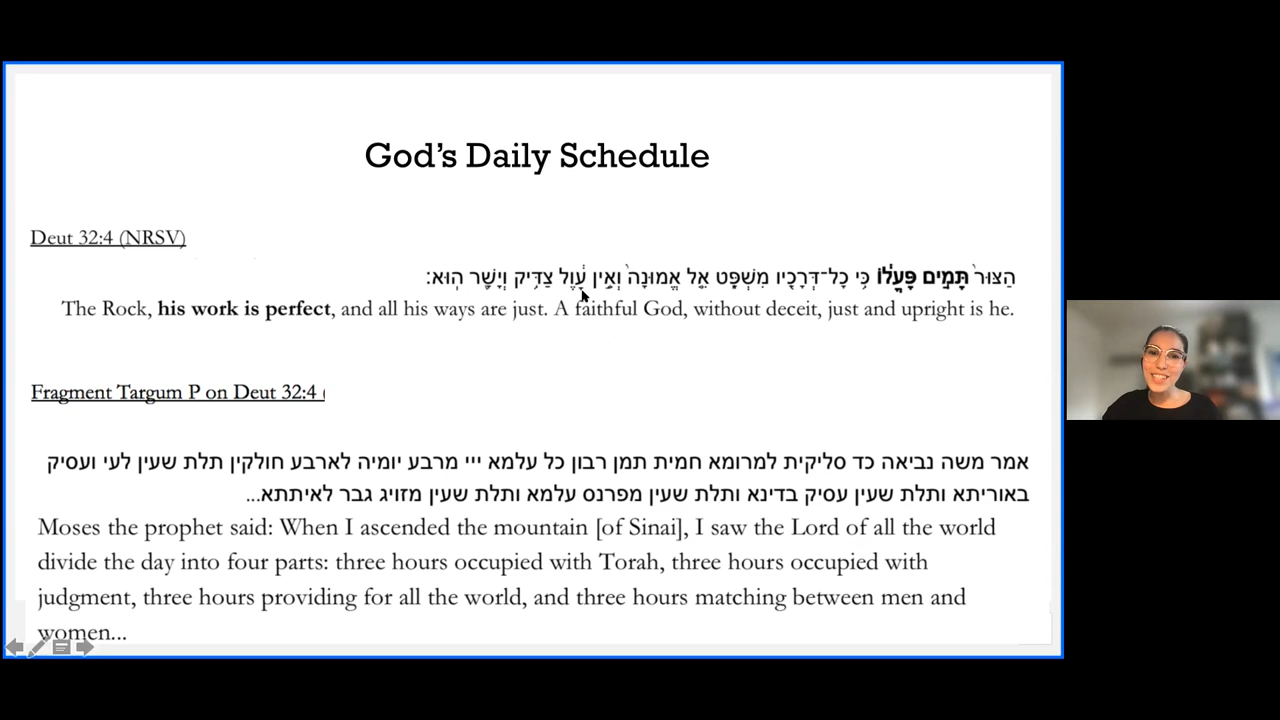 God's Daily Schedule
Deut 32:4 (NRSV)
הַצּוּר֙ תָּמִ֣ים פָּעֳל֔וֹ כִּ֥י כׇל־דְּרָכָ֖יו מִשְׁפָּ֑ט אֵ֤ל אֱמוּנָה֙ וְאֵ֣ין עָ֔וֶל צַדִּ֥יק וְיָשָׁ֖ר הֽוּא׃
The Rock, his work is perfect, and all his ways are just. A faithful God, without deceit, just and upright is he.
Fragment Targum P on Deut 32:4 (
אמר משה נביאה כד סליקית למרומא חמית תמן רבון כל עלמא ייי מרבע יומיה לארבע חולקין תלת שעין לעי ועסיק
באוריתא ותלת שעין עסיק בדינא ותלת שעין מפרנס עלמא ותלת שעין מזויג גבר לאיתתא...
Moses the prophet said: When I ascended the mountain [of Sinai], I saw the Lord of all the world
divide the day into four parts: three hours occupied with Torah, three hours occupied with
judgment, three hours providing for all the world, and three hours matching between men and
women...